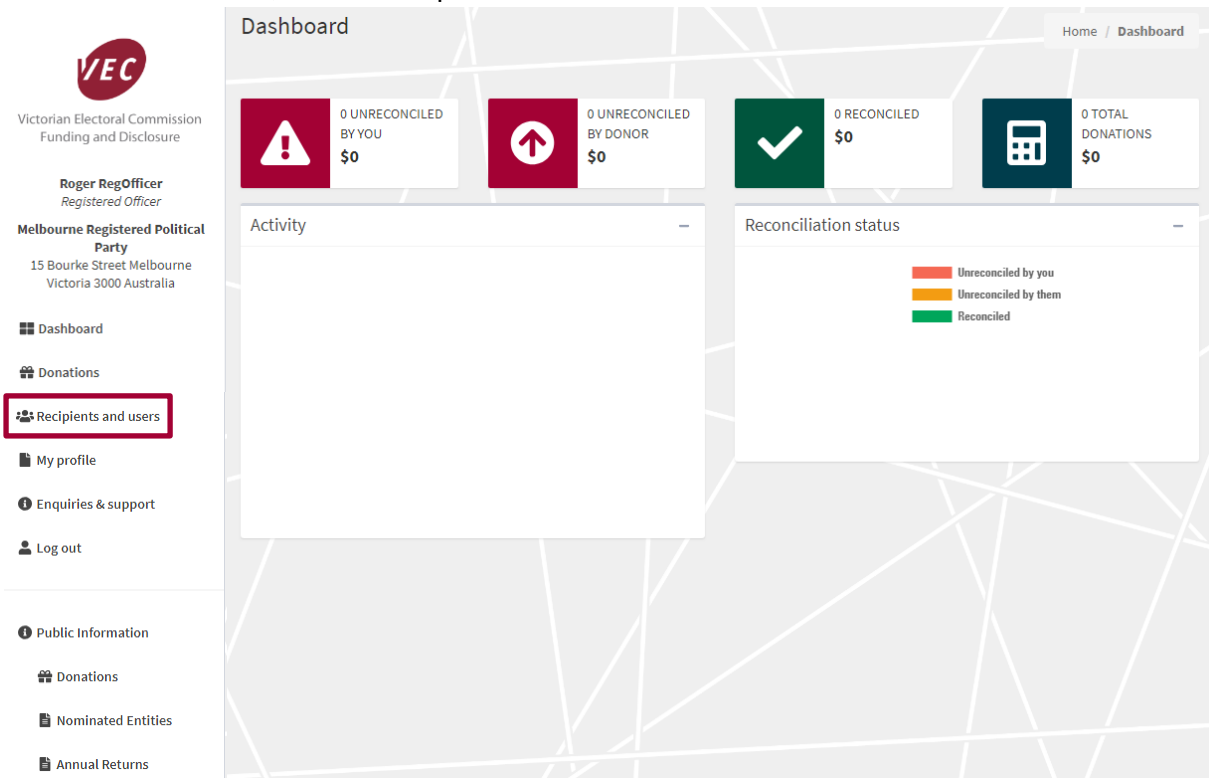 Dashboard
Home / Dashboard
VEC
Victorian Electoral Commission
Funding and Disclosure
Roger RegOfficer
Registered Officer
Melbourne Registered Political
Party
15 Bourke Street Melbourne
Victoria 3000 Australia
Dashboard
Donations
Recipients and users
My profile
Enquiries & support
Log out
Public Information
Donations
Nominated Entities
Annual Returns
0 UNRECONCILED
BY YOU
$0
0 UNRECONCILED
BY DONOR
$0
0 RECONCILED
$0
0 TOTAL
DONATIONS
$0
Activity
Reconciliation status
Unreconciled by you
Unreconciled by them
Reconciled